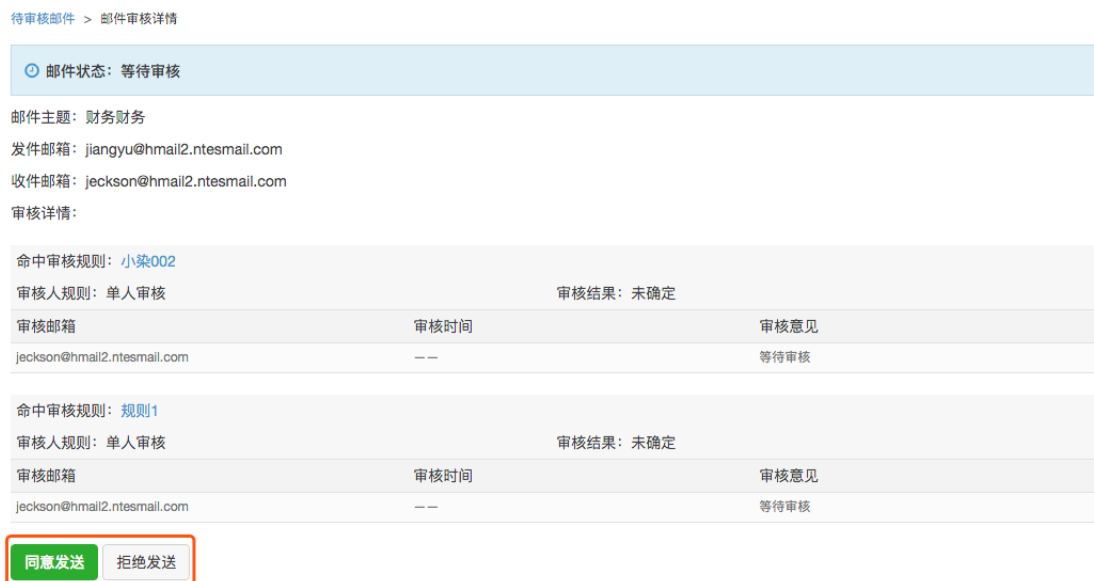 待审核邮件 > 邮件审核详情
邮件状态：等待审核
邮件主题：财务财务
发件邮箱：jiangyu@hmail2.ntesmail.com
收件邮箱：jeckson@hmail2.ntesmail.com
审核详情：
命中审核规则：小染002
审核人规则：单人审核 审核结果：未确定
审核邮箱 审核时间 审核意见
jeckson@hmail2.ntesmail.com —— 等待审核
命中审核规则：规则1
审核人规则：单人审核 审核结果：未确定
审核邮箱 审核时间 审核意见
jeckson@hmail2.ntesmail.com —— 等待审核
同意发送 拒绝发送